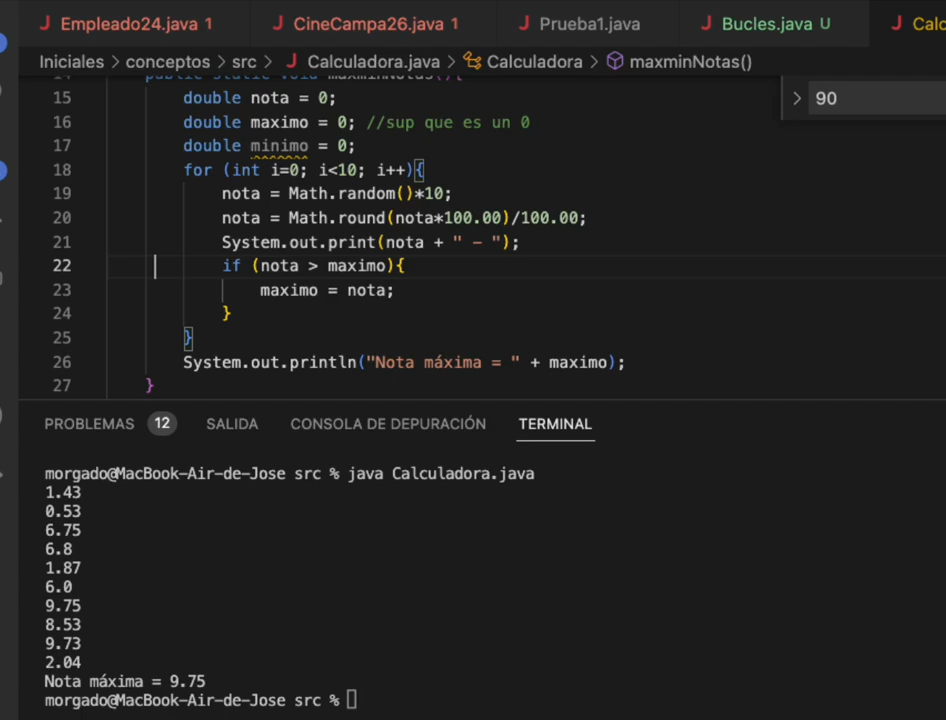 Empleado24.java 1
CineCampa26.java 1
Prueba1.java
Bucles.java U
Calc
Iniciales > conceptos > src > Calculadora.java > Calculadora > maxminNotas()
> 90
14 public static void maxminNotas(){
15 double nota = 0;
16 double maximo = 0; //sup que es un 0
17 double minimo = 0;
18 for (int i=0; i<10; i++){
19 nota = Math.random()*10;
20 nota = Math.round(nota*100.00)/100.00;
21 System.out.print(nota + " - ");
22 if (nota > maximo){
23 maximo = nota;
24 }
25 }
26 System.out.println("Nota máxima = " + maximo);
27 }
PROBLEMAS 12 SALIDA CONSOLA DE DEPURACIÓN TERMINAL
morgado@MacBook-Air-de-Jose src % java Calculadora.java
1.43
0.53
6.75
6.8
1.87
6.0
9.75
8.53
9.73
2.04
Nota máxima = 9.75
morgado@MacBook-Air-de-Jose src %